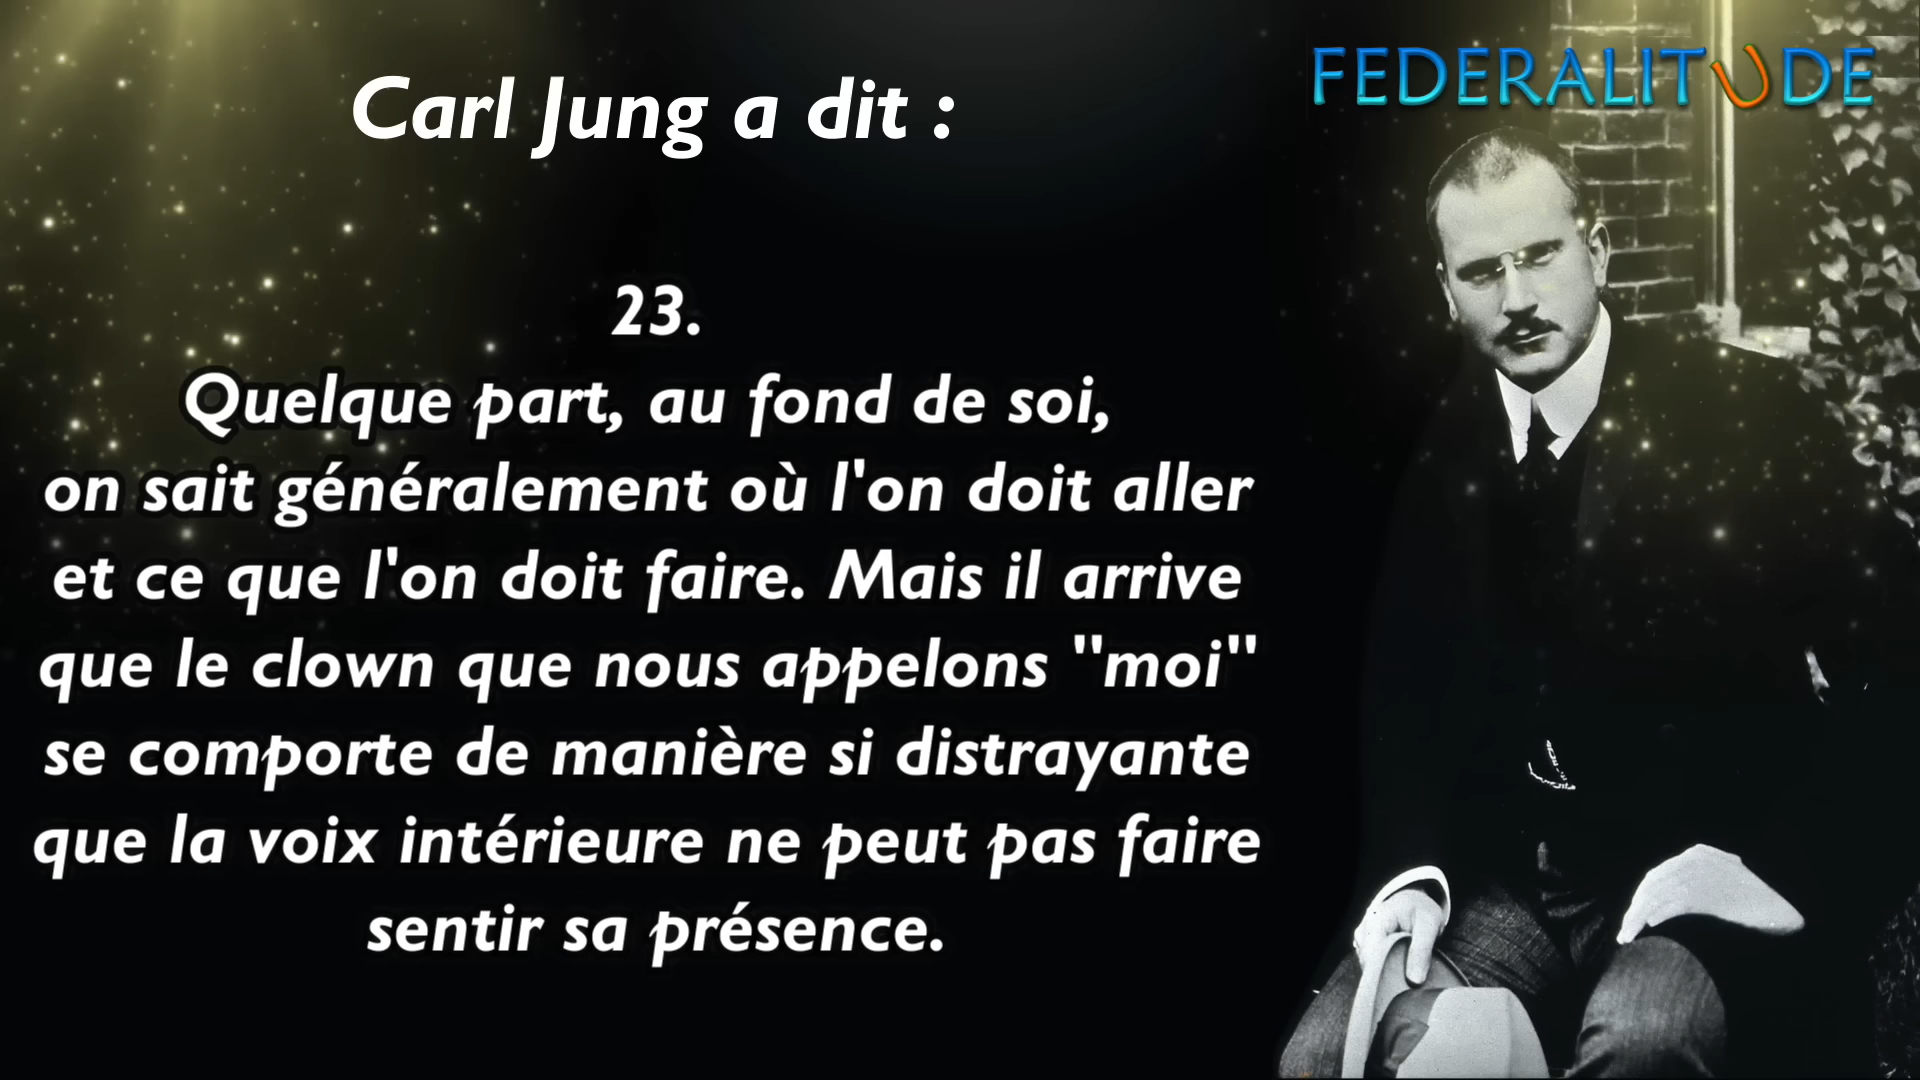 FEDERALITUDE
Carl Jung a dit :
23.
Quelque part, au fond de soi,
on sait généralement où l'on doit aller
et ce que l'on doit faire. Mais il arrive
que le clown que nous appelons "moi"
se comporte de manière si distrayante
que la voix intérieure ne peut pas faire
sentir sa présence.